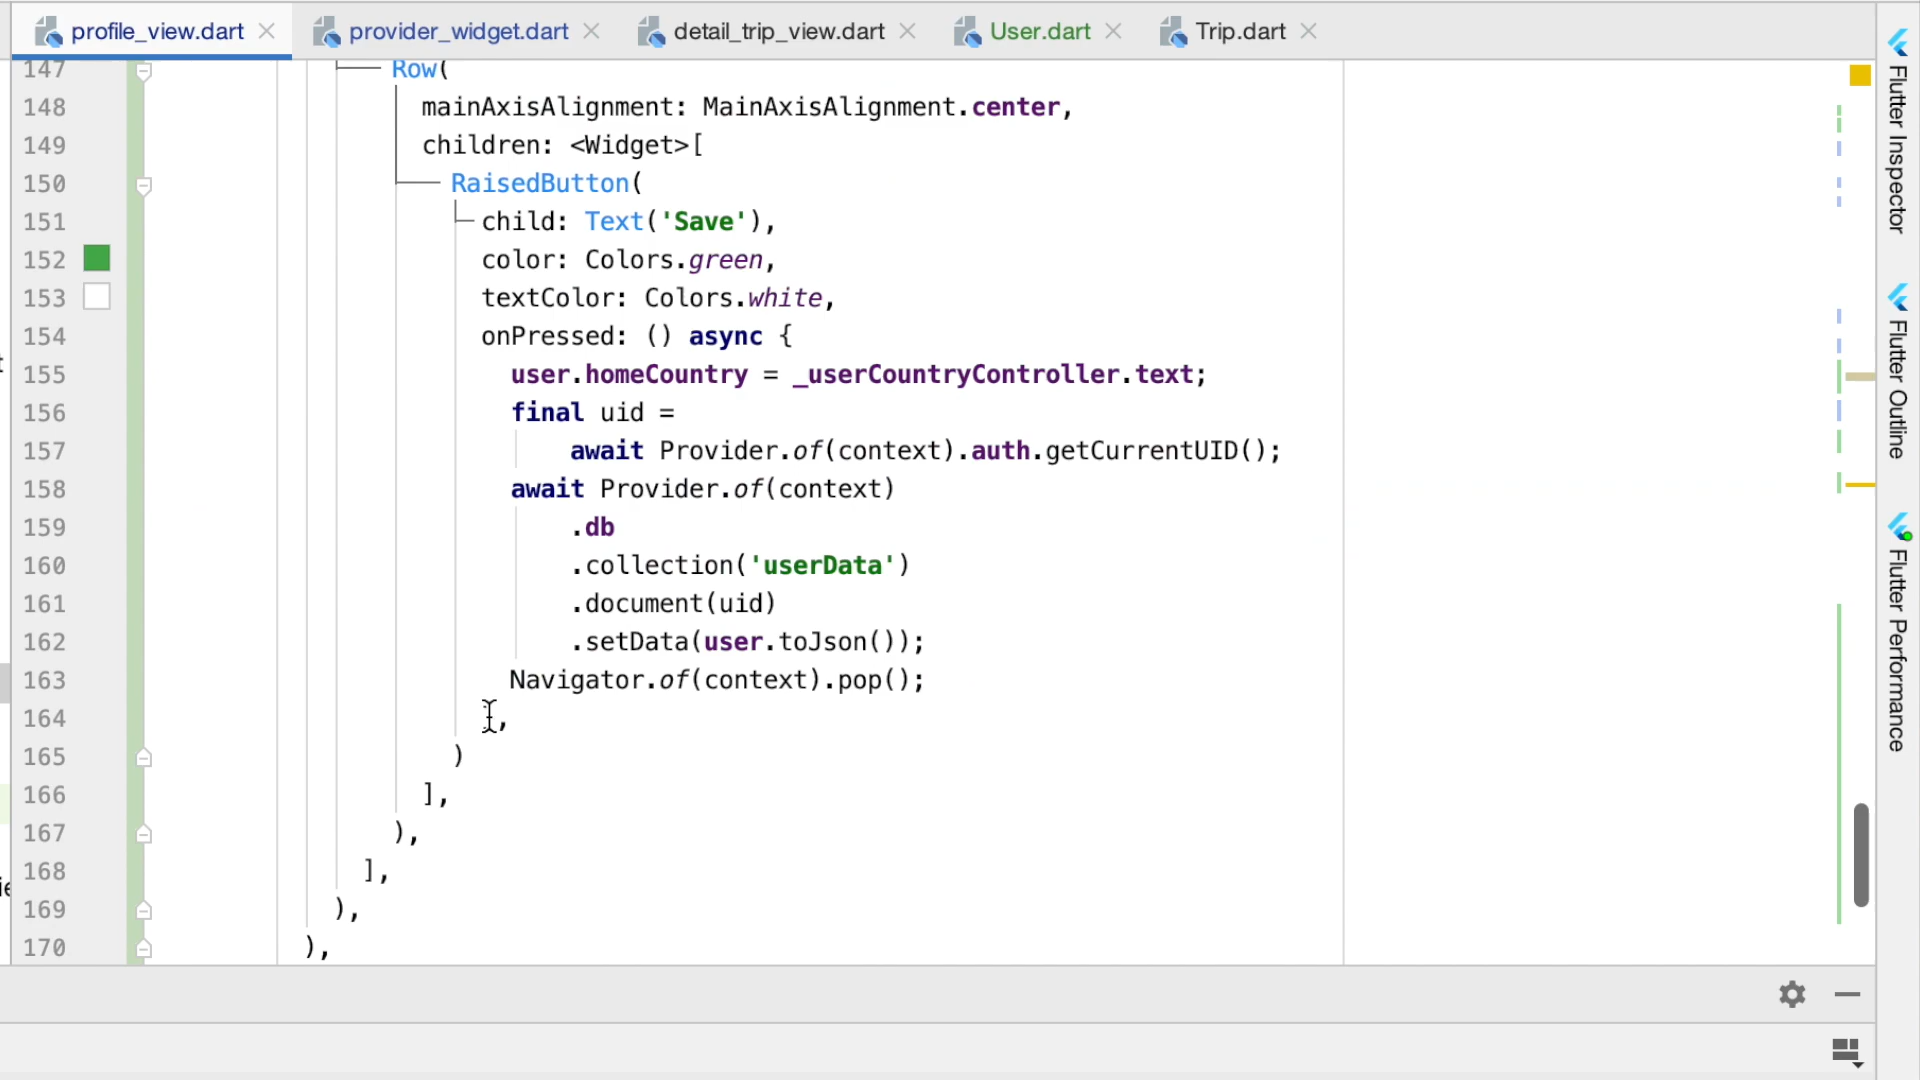 profile_view.dart
provider_widget.dart
detail_trip_view.dart
User.dart
Trip.dart
147 Row(
148 mainAxisAlignment: MainAxisAlignment.center,
149 children: <Widget>[
150 RaisedButton(
151 child: Text('Save'),
152 color: Colors.green,
153 textColor: Colors.white,
154 onPressed: () async {
155 user.homeCountry = _userCountryController.text;
156 final uid =
157 await Provider.of(context).auth.getCurrentUID();
158 await Provider.of(context)
159 .db
160 .collection('userData')
161 .document(uid)
162 .setData(user.toJson());
163 Navigator.of(context).pop();
164 },
165 )
166 ],
167 ),
168 ],
169 ),
170 ),
Flutter Inspector
Flutter Outline
Flutter Performance